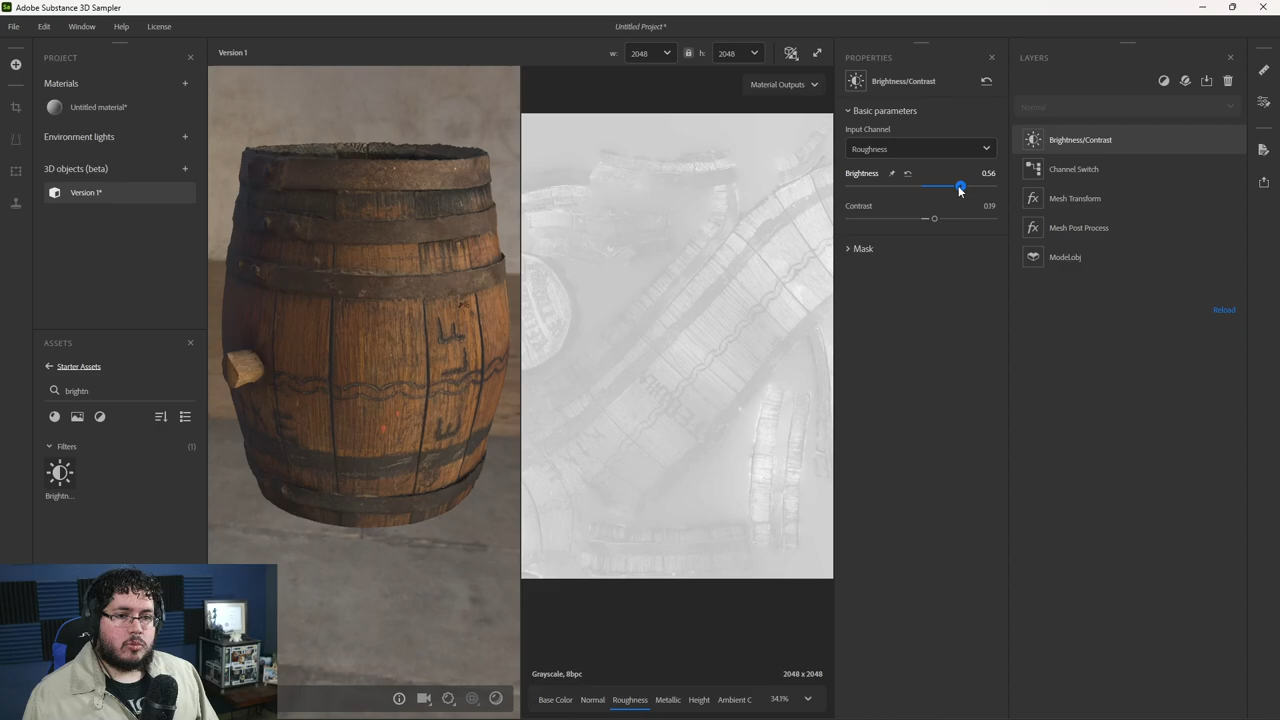 Sa Adobe Substance 3D Sampler
File Edit Window Help License
Untitled Project*
PROJECT
Materials
Untitled material*
Environment lights
3D objects (beta)
Version 1*
ASSETS
Starter Assets
brightn
Filters (1)
Brightn...
Version 1
w: 2048 h: 2048
Material Outputs
Grayscale, 8bpc 2048 x 2048
Base Color Normal Roughness Metallic Height Ambient C 34.1%
PROPERTIES
Brightness/Contrast
Basic parameters
Input Channel
Roughness
Brightness 0.56
Contrast 0.19
Mask
LAYERS
Normal
Brightness/Contrast
Channel Switch
Mesh Transform
Mesh Post Process
Model.obj
Reload